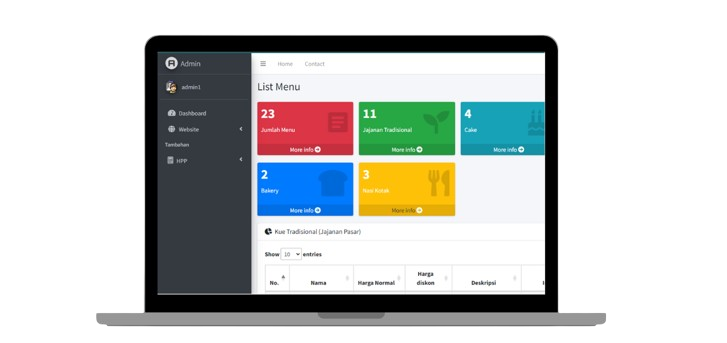 Admin
Home
Contact
admin1
List Menu
Dashboard
Website
Tambahan
HPP
23
Jumlah Menu
More info
11
Jajanan Tradisional
More info
4
Cake
More info
2
Bakery
More info
3
Nasi Kotak
More info
Kue Tradisional (Jajanan Pasar)
Show 10 entries
No.
Nama
Harga Normal
Harga
diskon
Deskripsi